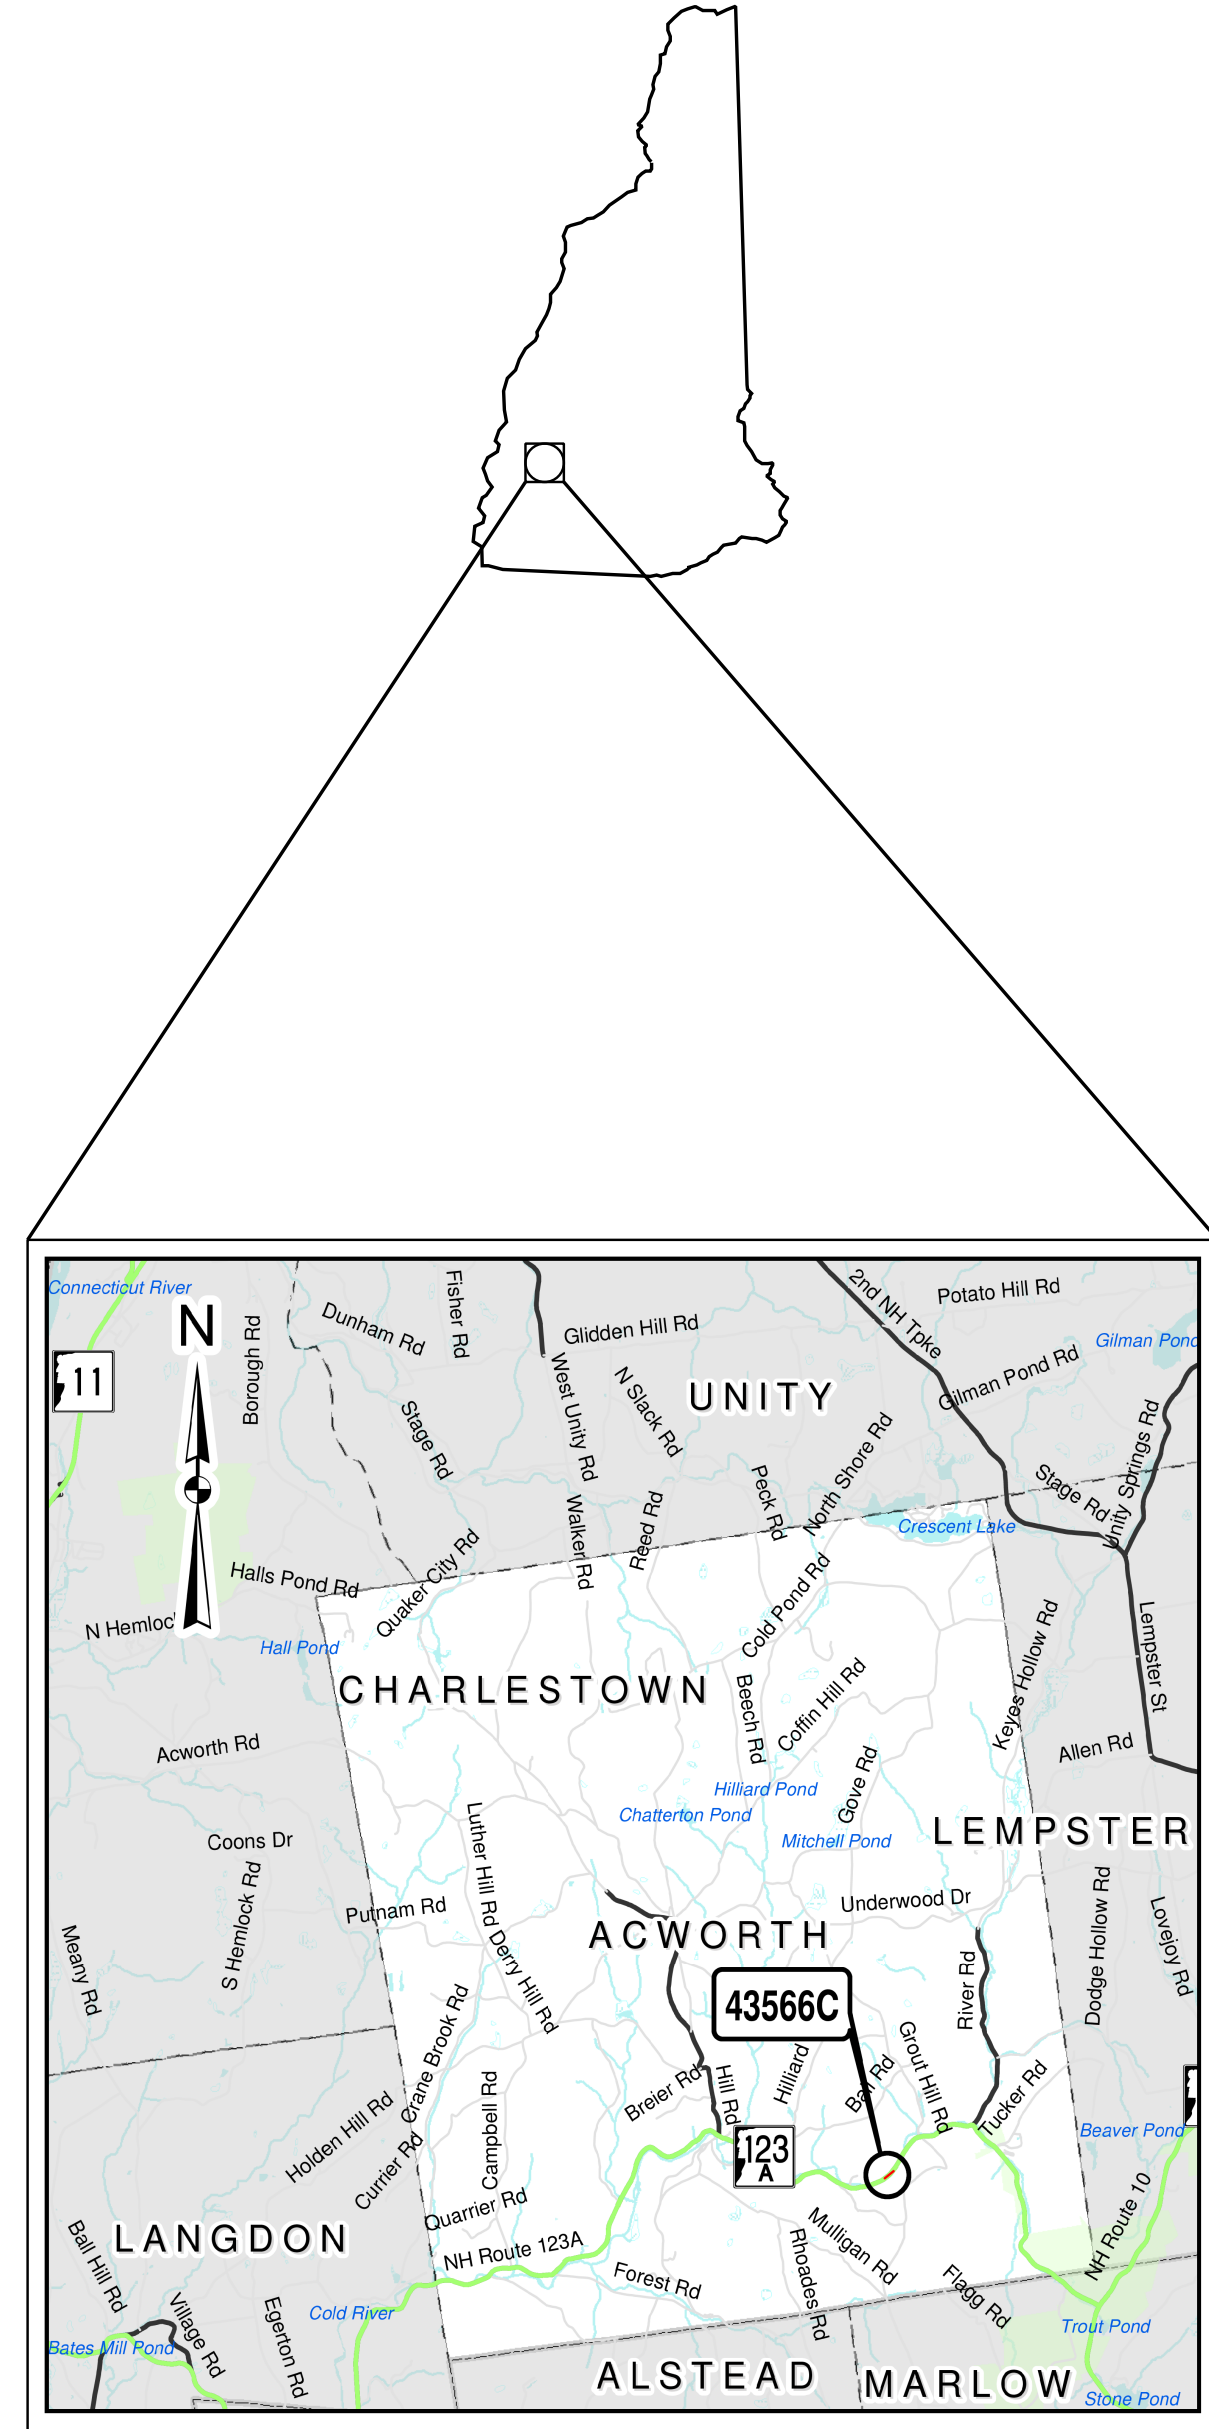 Connecticut River
N
11
Borough Rd
Dunham Rd
Fisher Rd
Glidden Hill Rd
2nd NH Tpke
Potato Hill Rd
Gilman Pond
Gilman Pond Rd
UNITY
West Unity Rd
N Slack Rd
Stage Rd
North Shore Rd
Peck Rd
Stage Rd
Unity Springs Rd
Walker Rd
Reed Rd
Crescent Lake
Halls Pond Rd
Quaker City Rd
N Hemloc
Hall Pond
Cold Pond Rd
Keyes Hollow Rd
Lempster St
CHARLESTOWN
Beech Rd
Coffin Hill Rd
Acworth Rd
Allen Rd
Hilliard Pond
Gove Rd
Chatterton Pond
Mitchell Pond
LEMPSTER
Coons Dr
Luther Hill Rd
S Hemlock Rd
Putnam Rd
Underwood Dr
Dodge Hollow Rd
Lovejoy Rd
Meany Rd
ACWORTH
Derry Hill Rd
43566C
River Rd
Crane Brook Rd
Grout Hill Rd
Hilliard
Ball Rd
Tucker Rd
Breier Rd
Hill Rd
Campbell Rd
Holden Hill Rd
Currier Rd
Beaver Pond
123
A
Quarrier Rd
NH Route 10
LANGDON
Ball Hill Rd
NH Route 123A
Mulligan Rd
Rhoades Rd
Forest Rd
Flagg Rd
Village Rd
Egerton Rd
Cold River
Trout Pond
Bates Mill Pond
ALSTEAD
MARLOW
Stone Pond